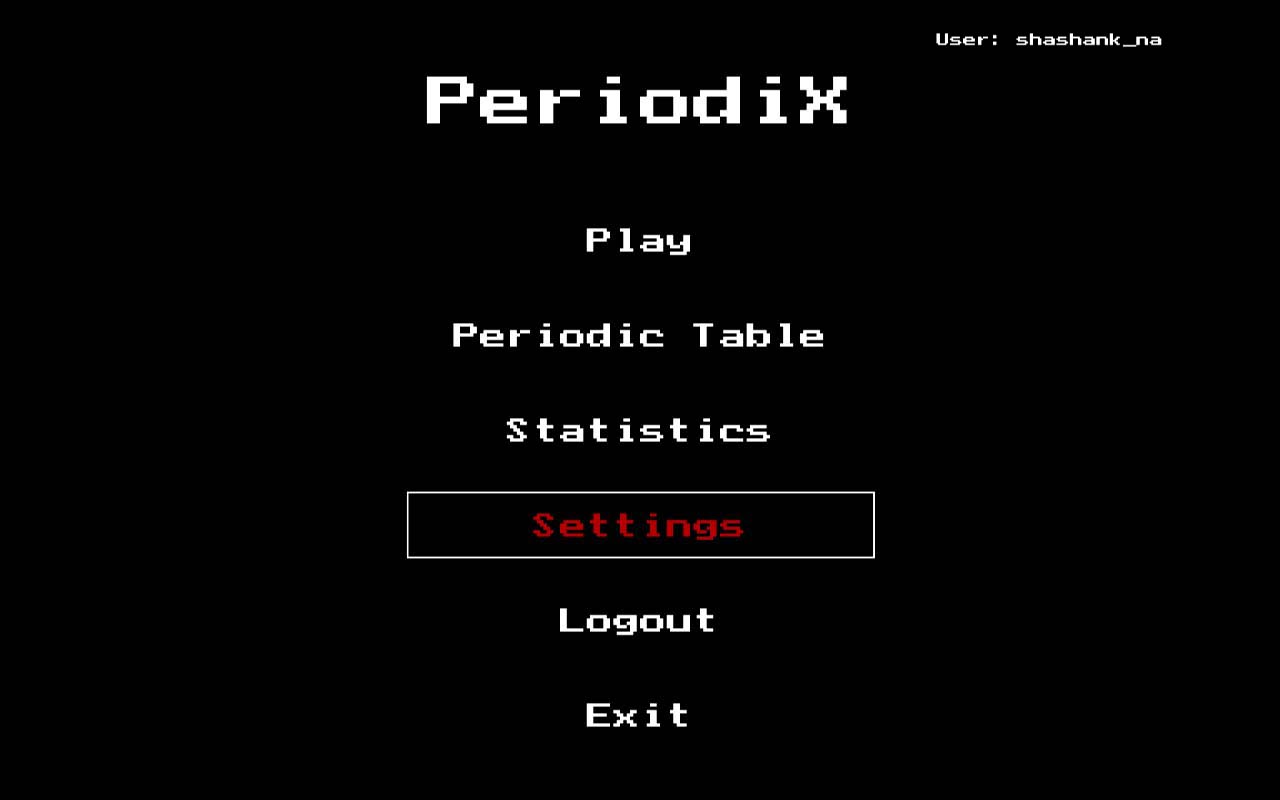 User: shashank_na
PeriodiX
Play
Periodic Table
Statistics
Settings
Logout
Exit